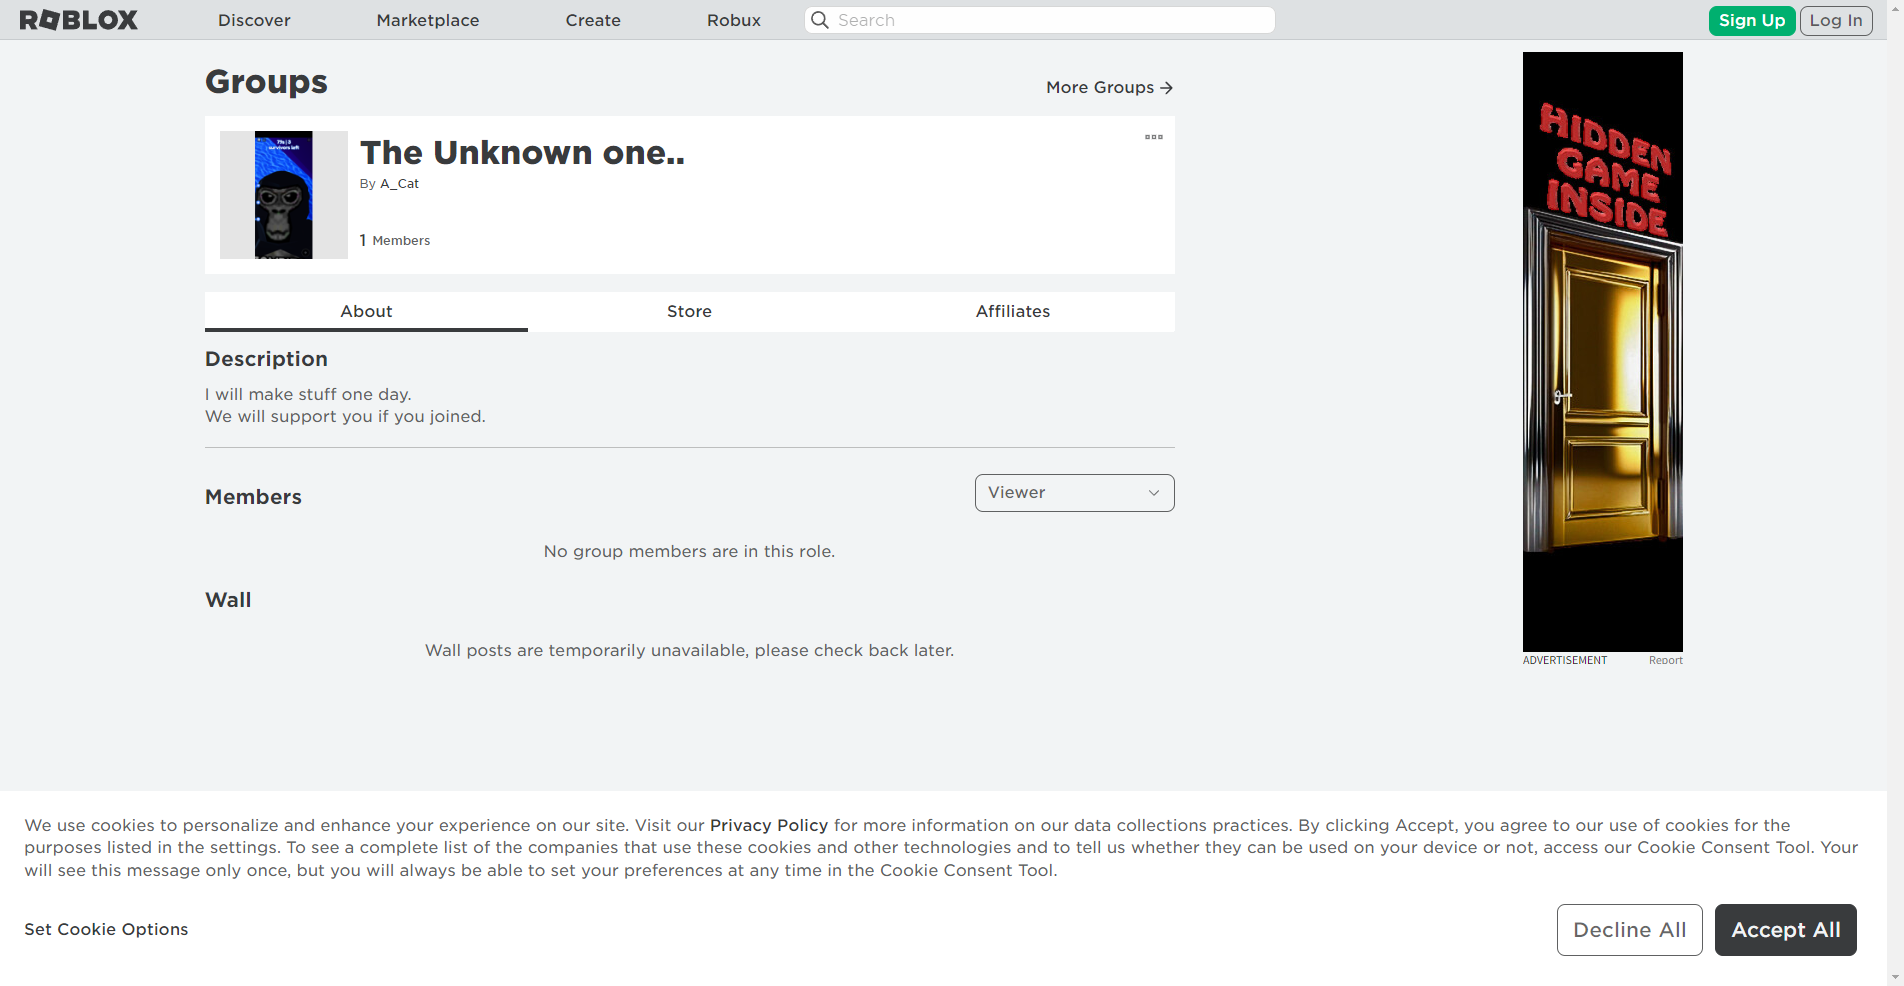 ROBLOX
Discover
Marketplace
Create
Robux
Search
Sign Up
Log In
Groups
More Groups
The Unknown one..
By A_Cat
1 Members
About
Store
Affiliates
Description
I will make stuff one day.
We will support you if you joined.
Members
Viewer
No group members are in this role.
Wall
Wall posts are temporarily unavailable, please check back later.
HIDDEN
GAME
INSIDE
ADVERTISEMENT
Report
We use cookies to personalize and enhance your experience on our site. Visit our Privacy Policy for more information on our data collections practices. By clicking Accept, you agree to our use of cookies for the
purposes listed in the settings. To see a complete list of the companies that use these cookies and other technologies and to tell us whether they can be used on your device or not, access our Cookie Consent Tool. Your
will see this message only once, but you will always be able to set your preferences at any time in the Cookie Consent Tool.
Set Cookie Options
Decline All
Accept All